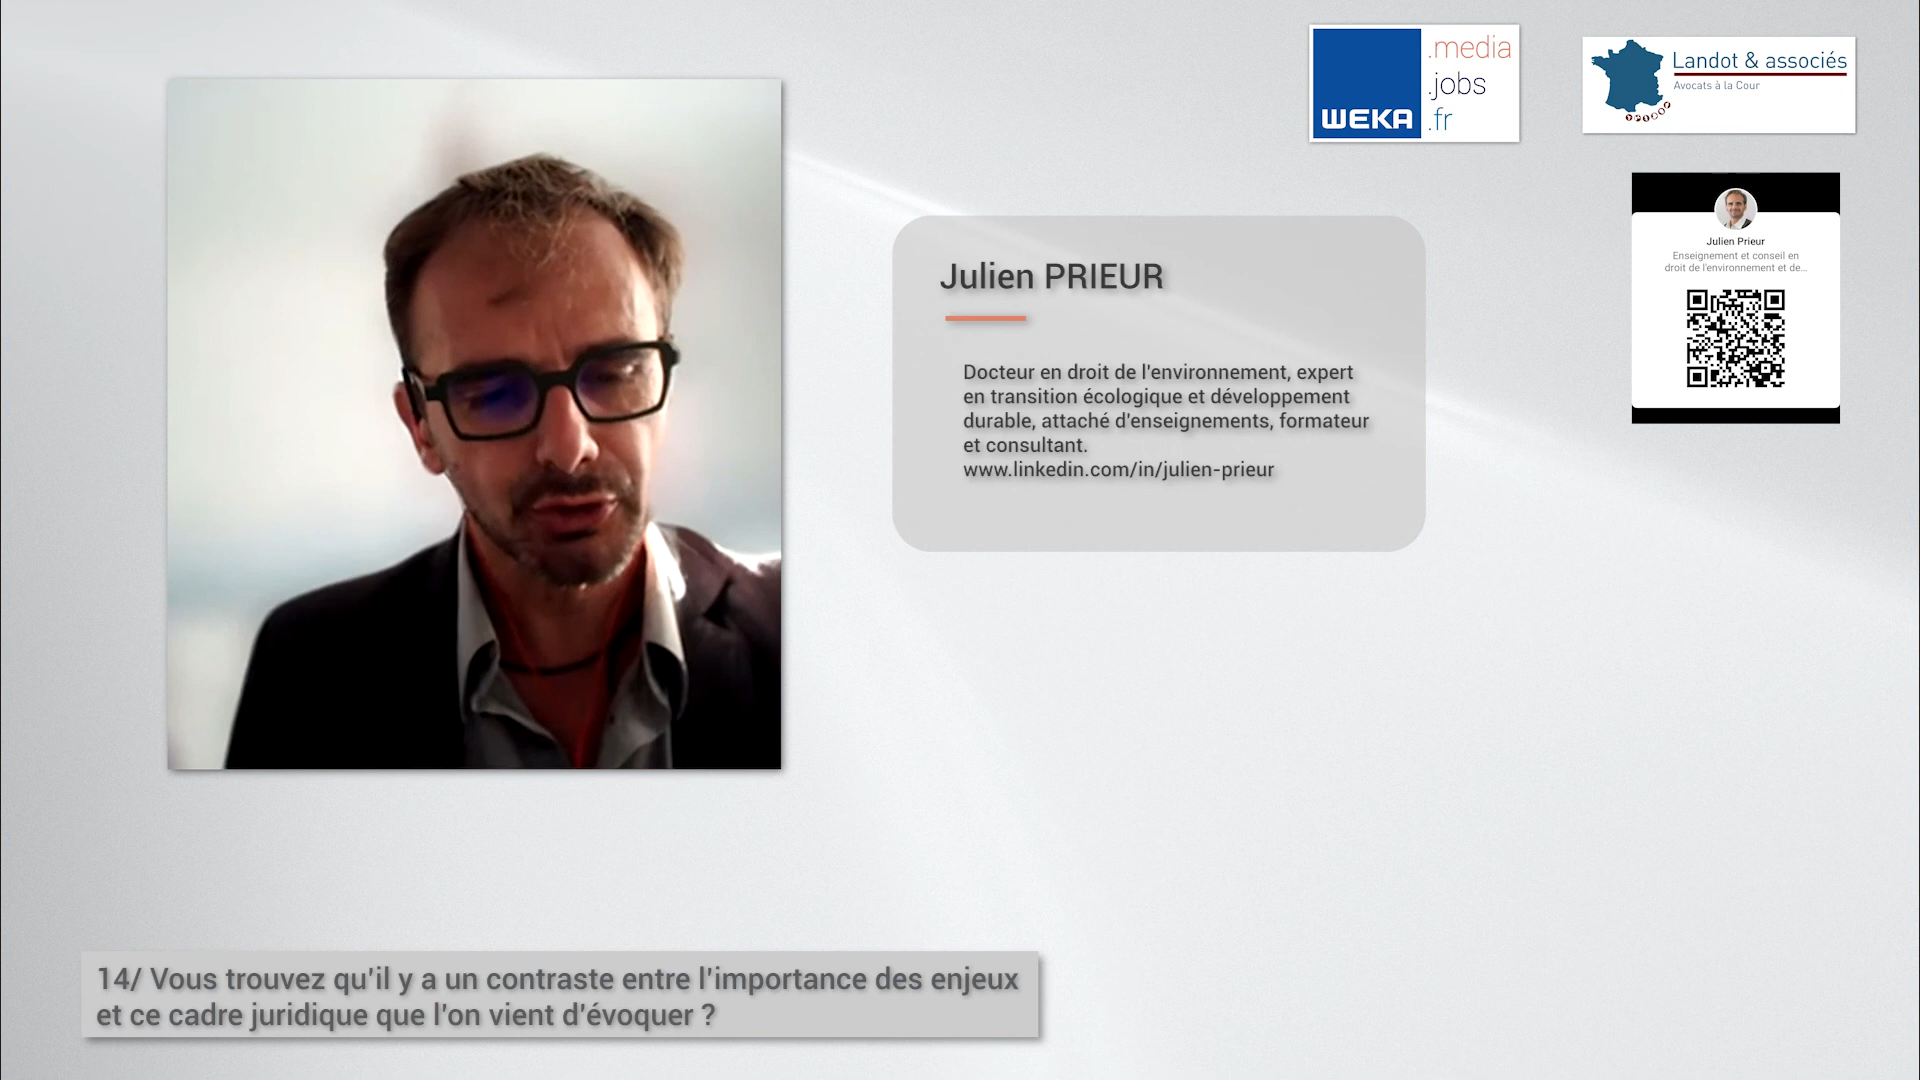 WEKA
.media
.jobs
.fr
Landot & associés
Avocats à la Cour
Julien Prieur
Enseignement et conseil en
droit de l'environnement et de...
Julien PRIEUR
Docteur en droit de l'environnement, expert
en transition écologique et développement
durable, attaché d'enseignements, formateur
et consultant.
www.linkedin.com/in/julien-prieur
14/ Vous trouvez qu'il y a un contraste entre l'importance des enjeux
et ce cadre juridique que l'on vient d'évoquer ?